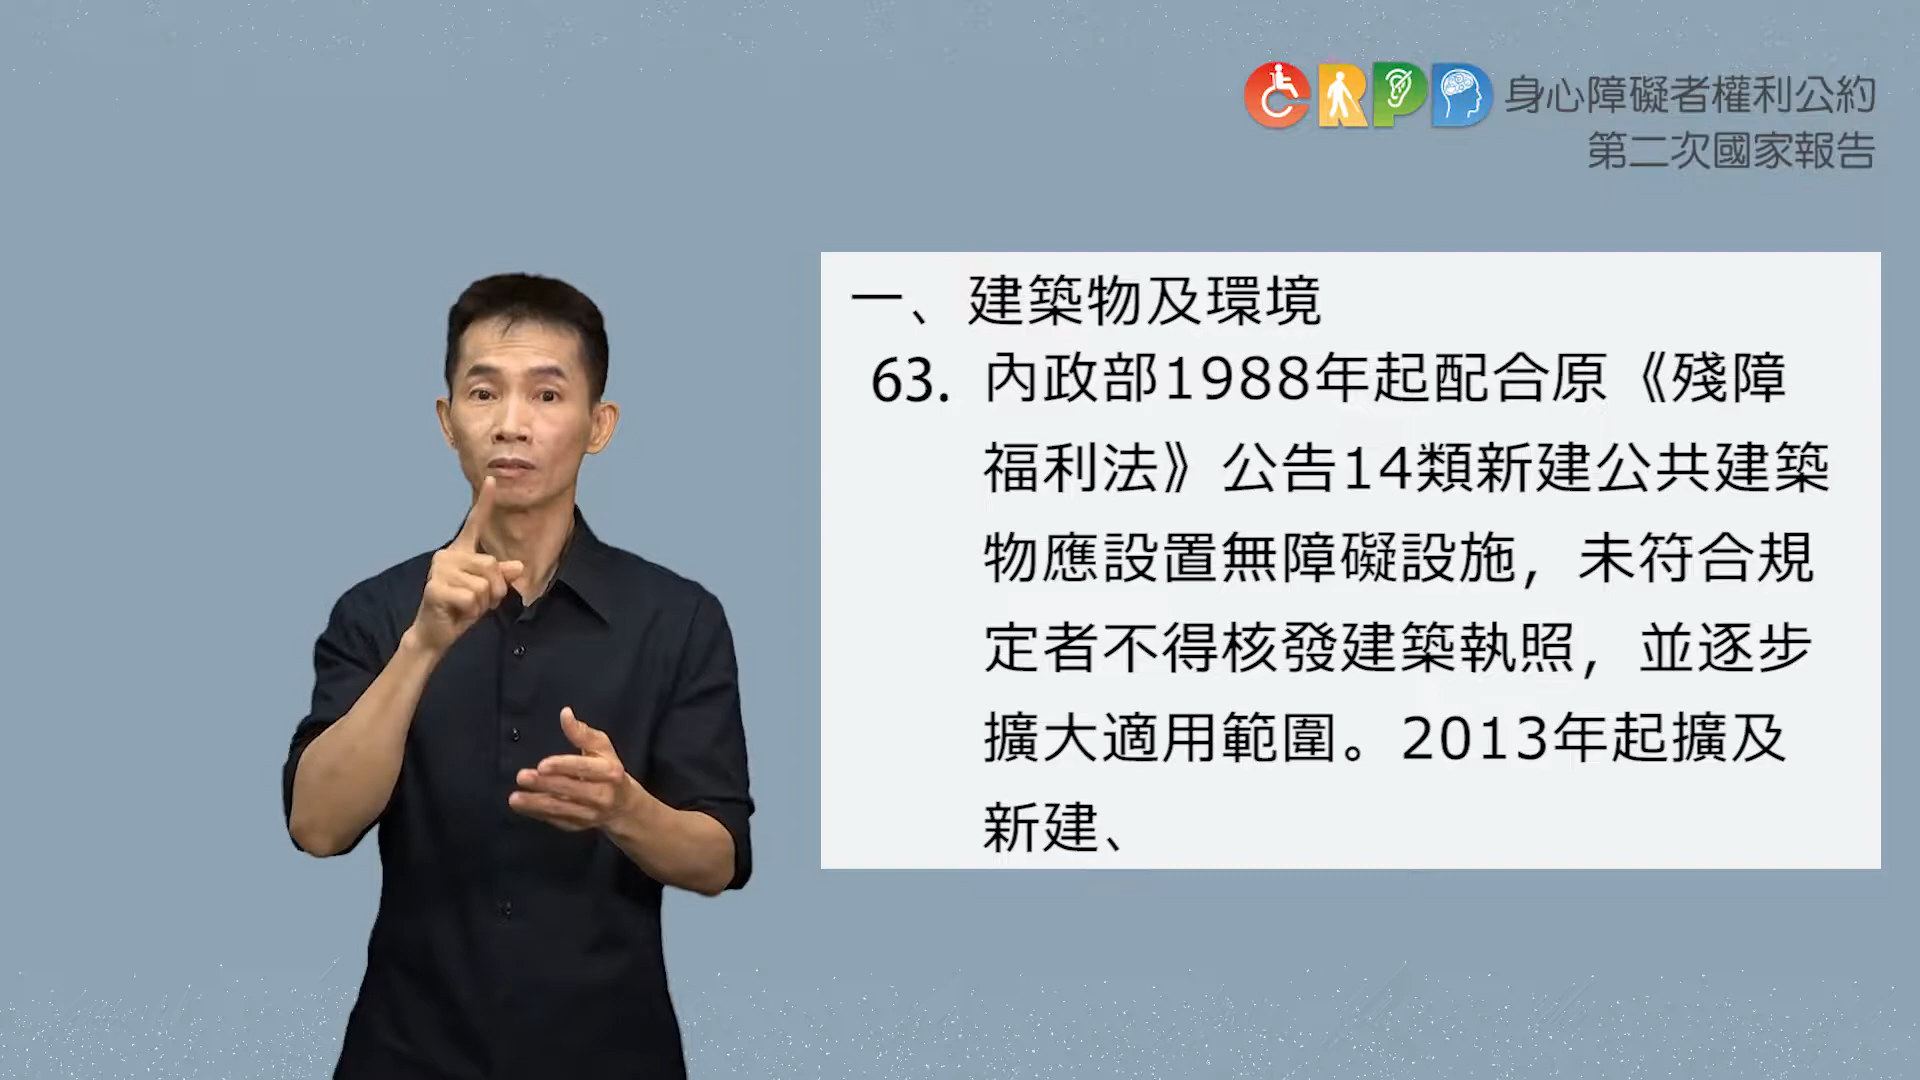 CRPD 身心障礙者權利公約
第二次國家報告
一、建築物及環境
63. 內政部1988年起配合原《殘障
福利法》公告14類新建公共建築
物應設置無障礙設施，未符合規
定者不得核發建築執照，並逐步
擴大適用範圍。2013年起擴及
新建、